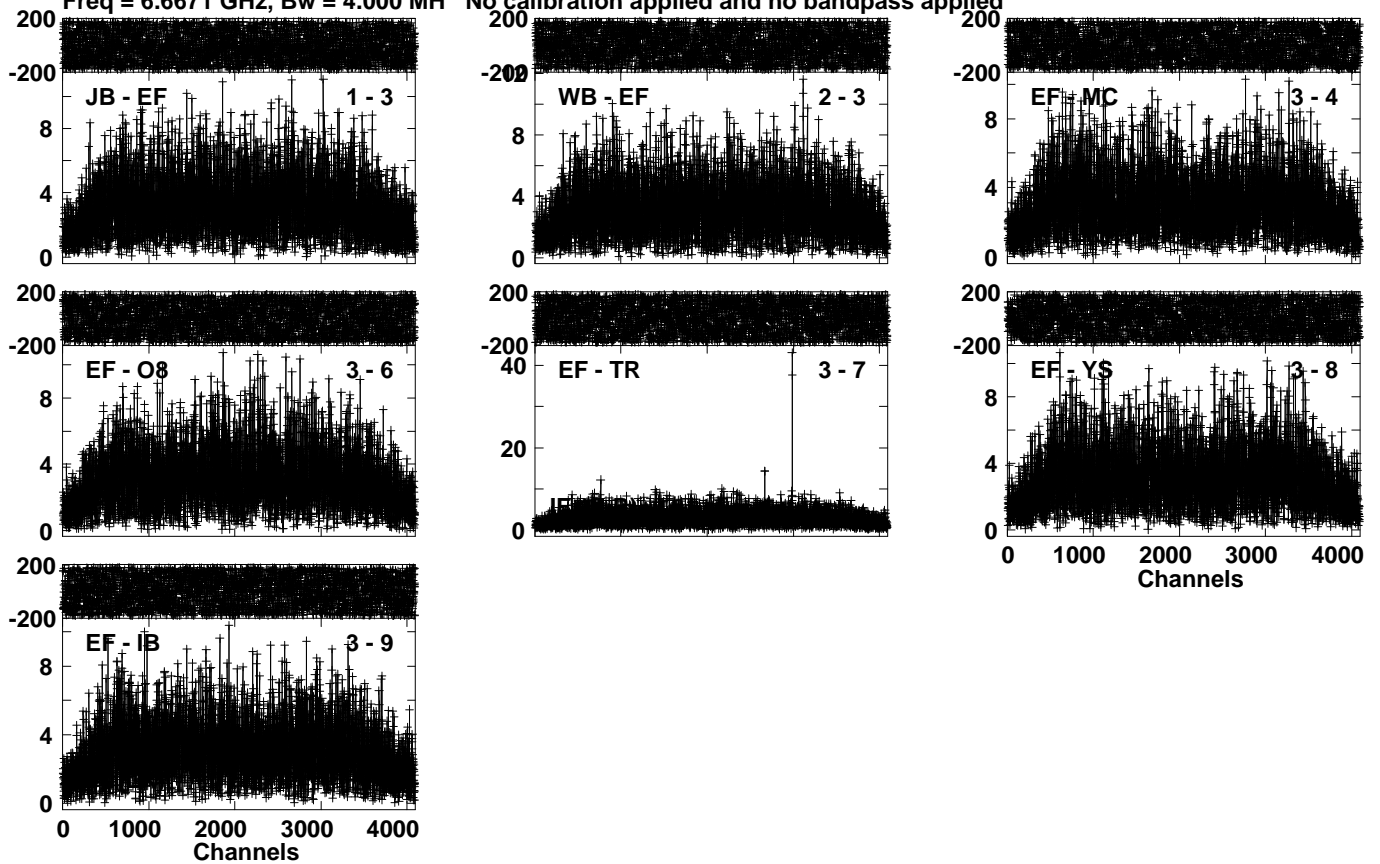 Freq = 6.6671 GHz, Bw = 4.000 MH No calibration applied and no bandpass applied
200 200 200
-200 -200 12 -200
JB - EF 1 - 3 WB - EF 2 - 3 EF - MC 3 - 4
8 8 8
4 4 4
0 0 0
200 200 200
-200 -200 -200
EF - O8 3 - 6 EF - TR 3 - 7 EF - YS 3 - 8
8 40 8
4 20 4
0 0 0
0 1000 2000 3000 4000
Channels
200
-200
EF - IB 3 - 9
8
4
0
0 1000 2000 3000 4000
Channels